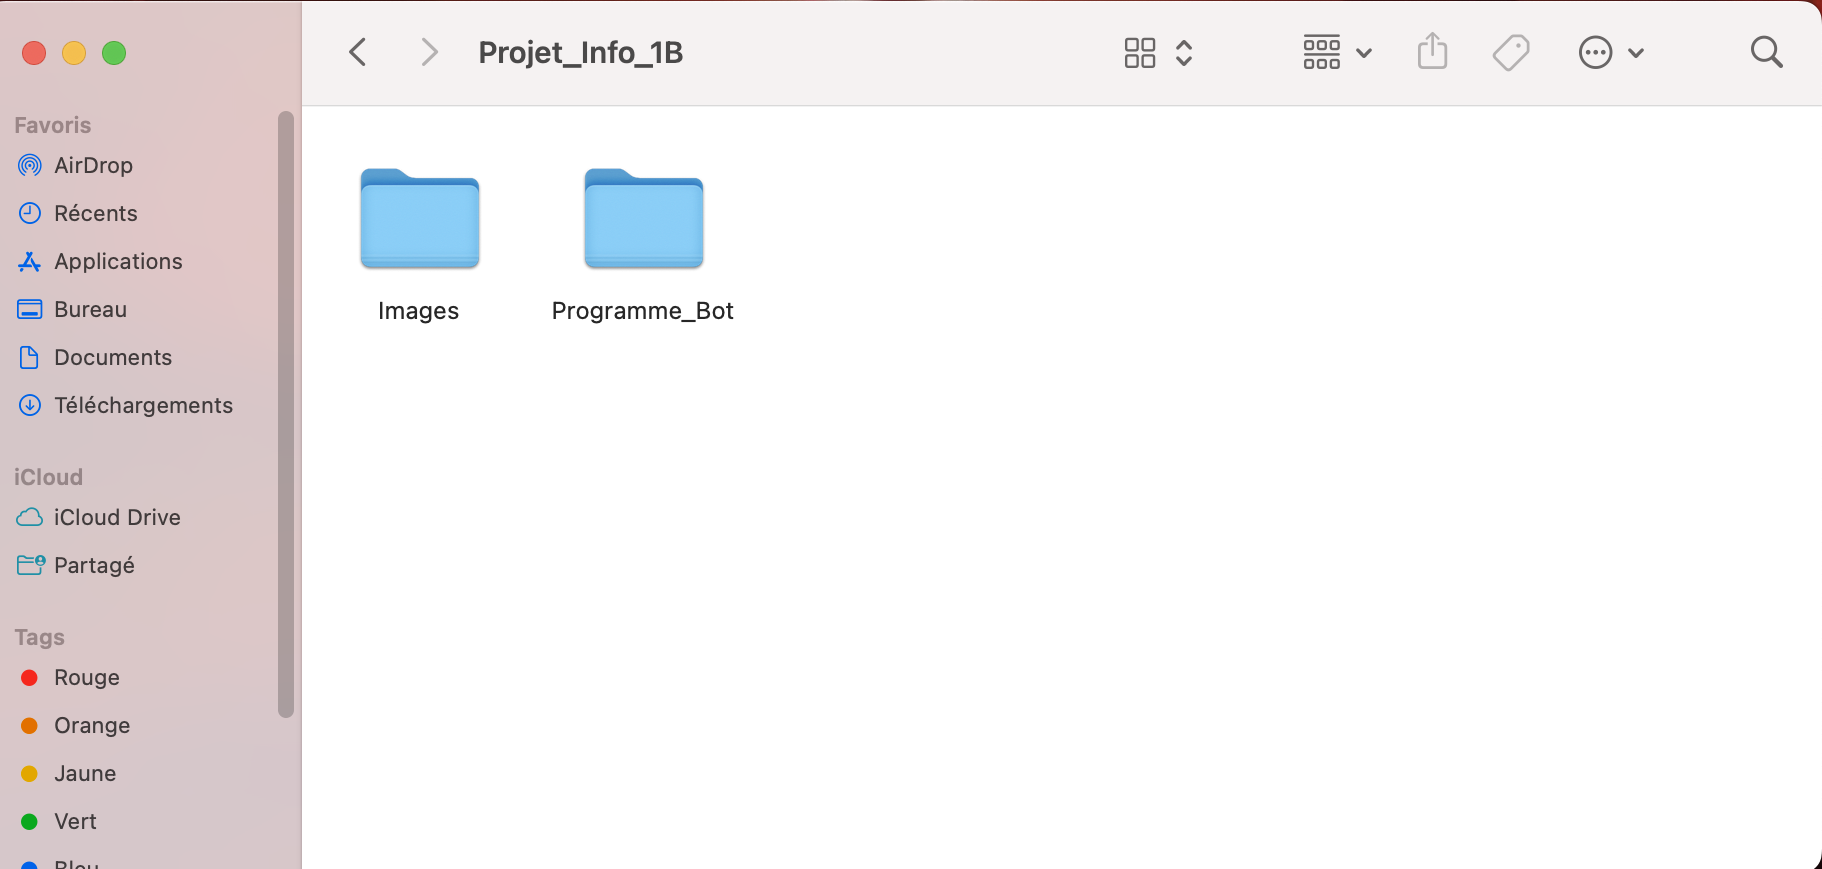 Projet_Info_1B
Favoris
AirDrop
Récents
Applications
Bureau
Documents
Téléchargements
iCloud
iCloud Drive
Partagé
Tags
Rouge
Orange
Jaune
Vert
Bleu
Images
Programme_Bot